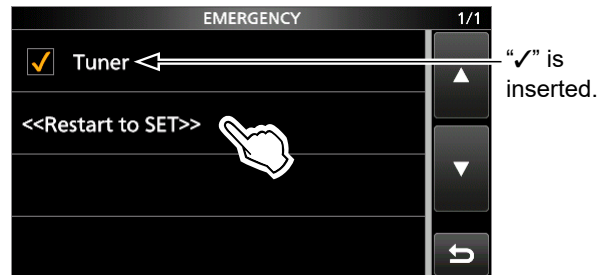 EMERGENCY 1/1
✓ Tuner
“✓” is
inserted.
<<Restart to SET>>